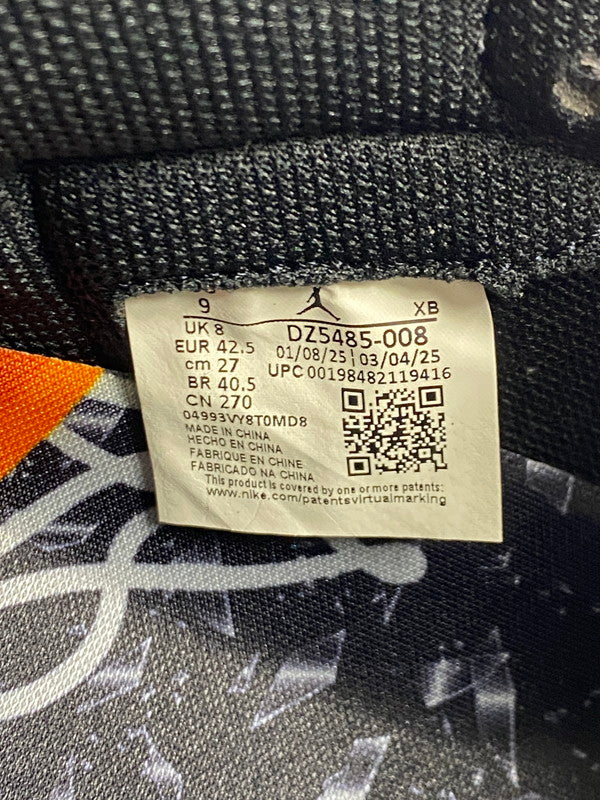 9 XB
UK 8 DZ5485-008
EUR 42.5 01/08/25 | 03/04/25
cm 27 UPC 00198482119416
BR 40.5
CN 270
04993VY8T0MD8
MADE IN CHINA
HECHO EN CHINA
FABRIQUE EN CHINE
FABRICADO NA CHINA
This product is covered by one or more patents:
www.nike.com/patentsvirtualmarking